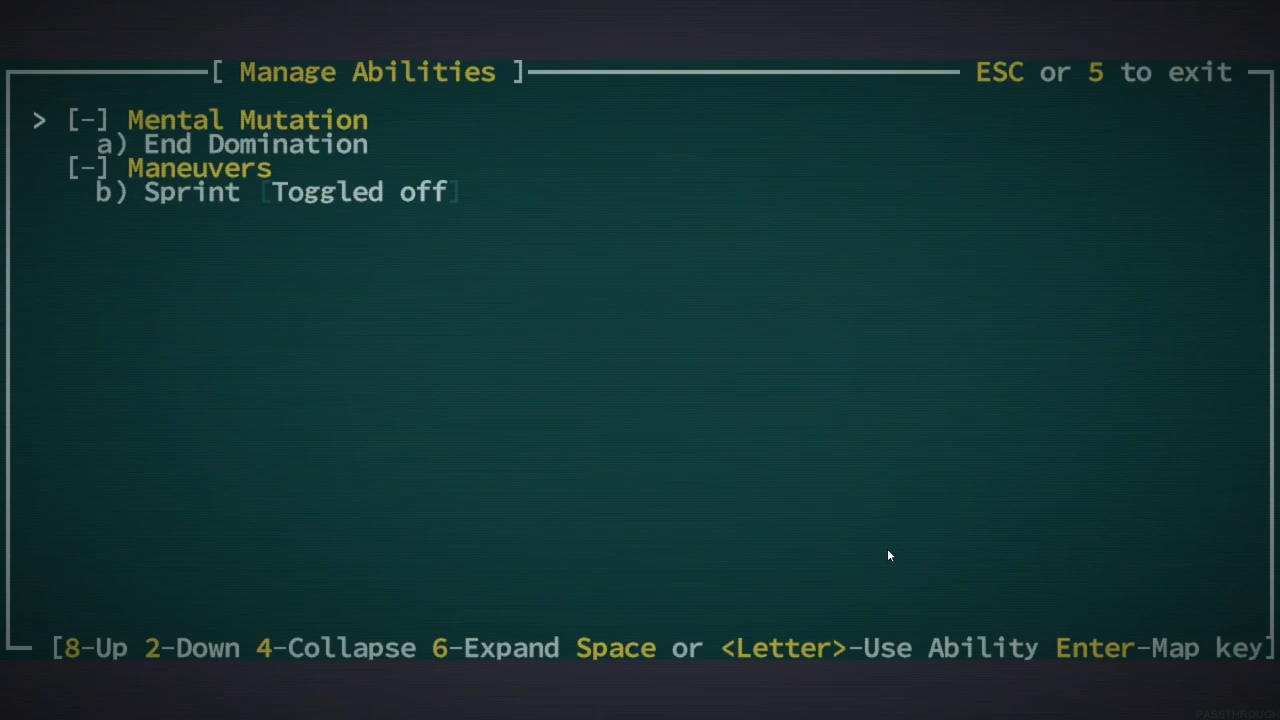 [ Manage Abilities ] ESC or 5 to exit
> [-] Mental Mutation
a) End Domination
[-] Maneuvers
b) Sprint [Toggled off]
[8-Up 2-Down 4-Collapse 6-Expand Space or <Letter>-Use Ability Enter-Map key]